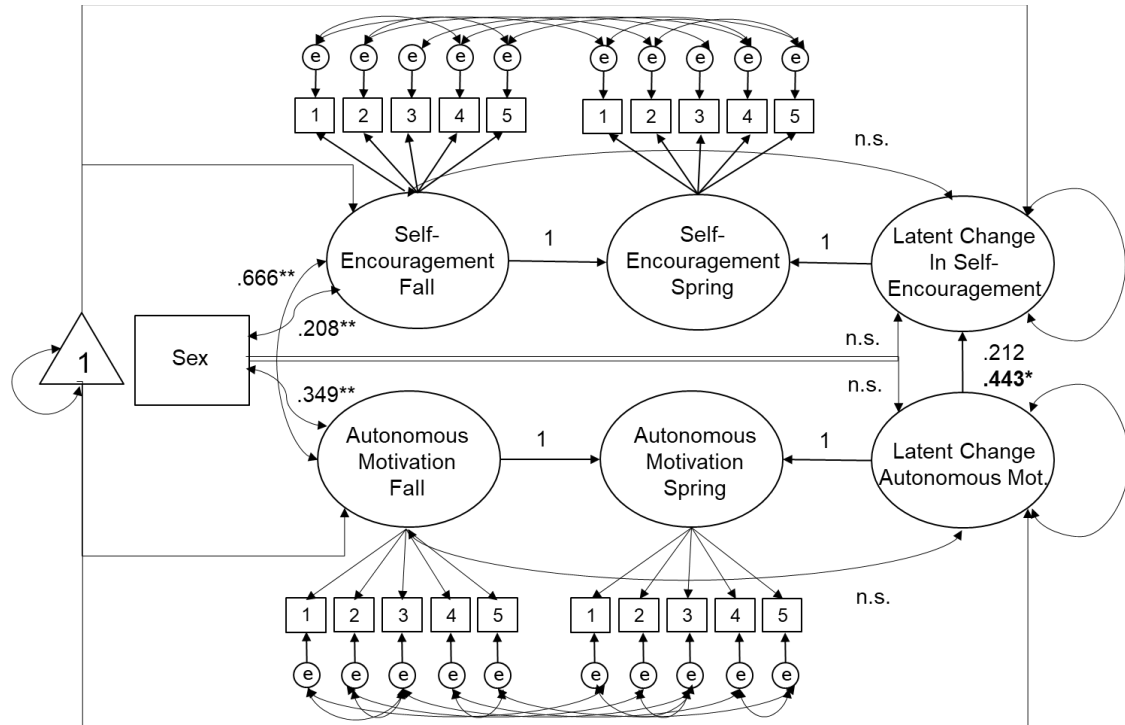 e e e e e e e e e e
1 2 3 4 5 1 2 3 4 5
n.s.
Self-
Encouragement
Fall
1
Self-
Encouragement
Spring
1
Latent Change
In Self-
Encouragement
.666**
.208**
1
Sex
n.s.
.212
n.s.
.443*
.349**
Autonomous
Motivation
Fall
1
Autonomous
Motivation
Spring
1
Latent Change
Autonomous Mot.
n.s.
1 2 3 4 5 1 2 3 4 5
e e e e e e e e e e